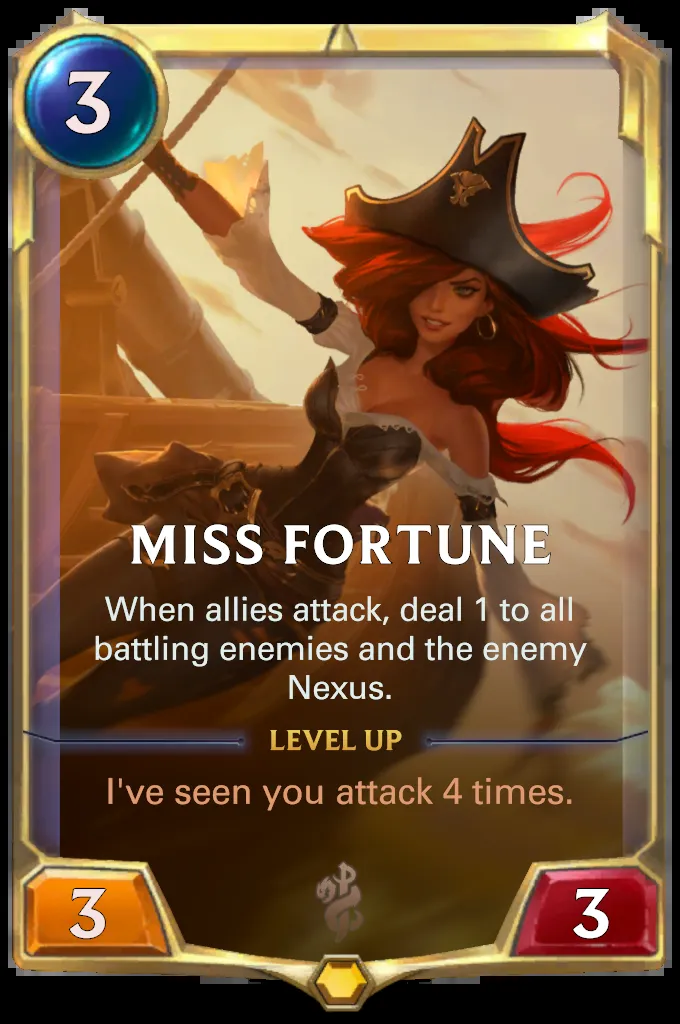 3
MISS FORTUNE
When allies attack, deal 1 to all
battling enemies and the enemy
Nexus.
LEVEL UP
I've seen you attack 4 times.
3
3